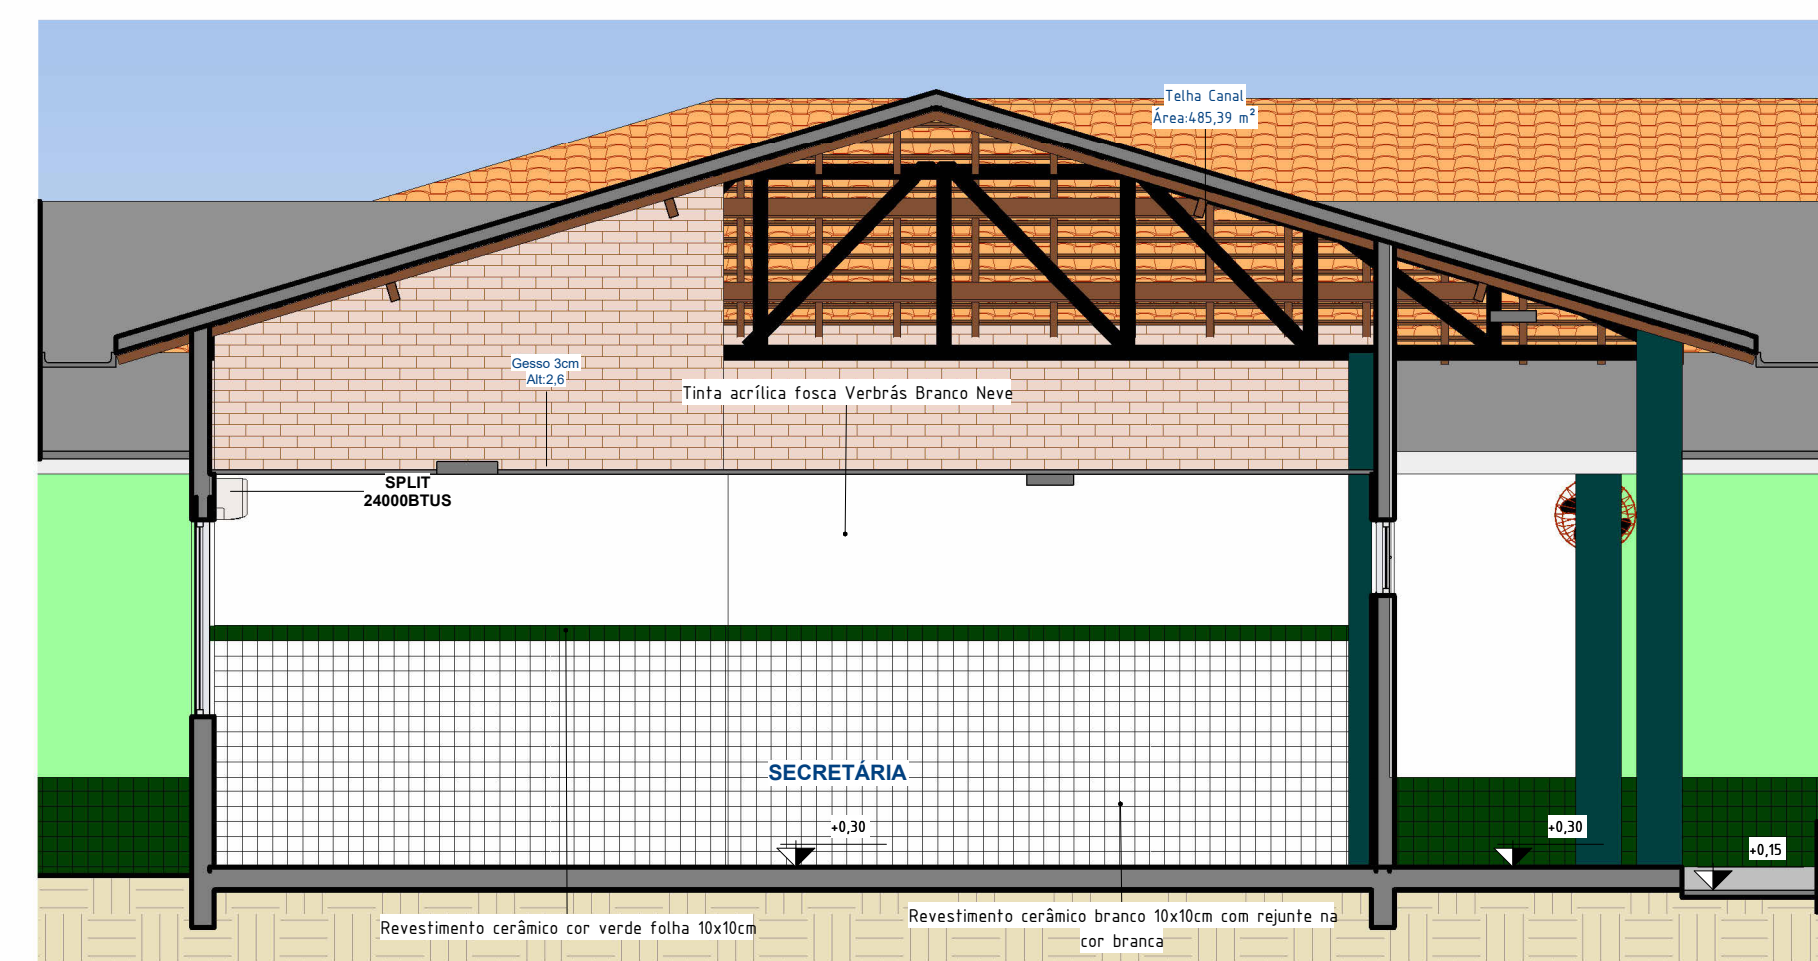 Telha Canal
Área:485,39 m²
Gesso 3cm
Alt:2,6
Tinta acrílica fosca Verbrás Branco Neve
SPLIT
24000BTUS
SECRETÁRIA
+0,30
+0,30
+0,15
Revestimento cerâmico cor verde folha 10x10cm
Revestimento cerâmico branco 10x10cm com rejunte na
cor branca